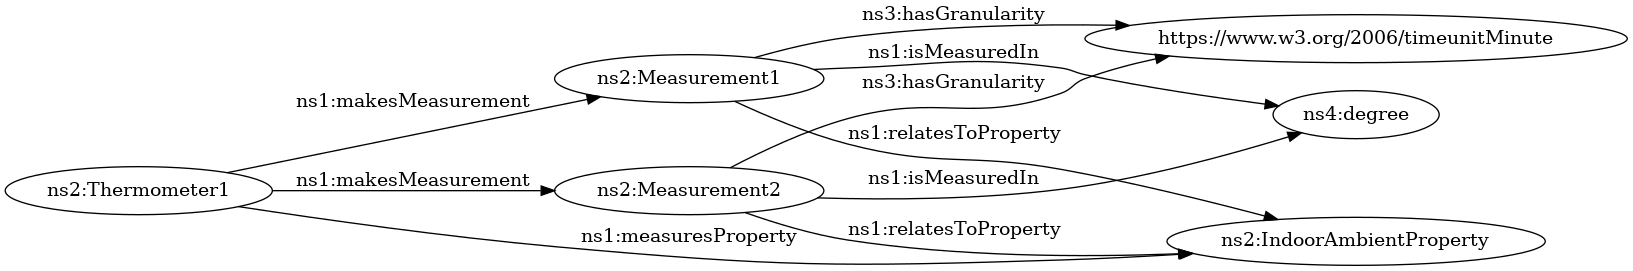 ns3:hasGranularity
https://www.w3.org/2006/timeunitMinute
ns1:isMeasuredIn
ns2:Measurement1
ns3:hasGranularity
ns1:makesMeasurement
ns4:degree
ns1:relatesToProperty
ns2:Thermometer1
ns1:makesMeasurement
ns2:Measurement2
ns1:isMeasuredIn
ns1:measuresProperty
ns1:relatesToProperty
ns2:IndoorAmbientProperty